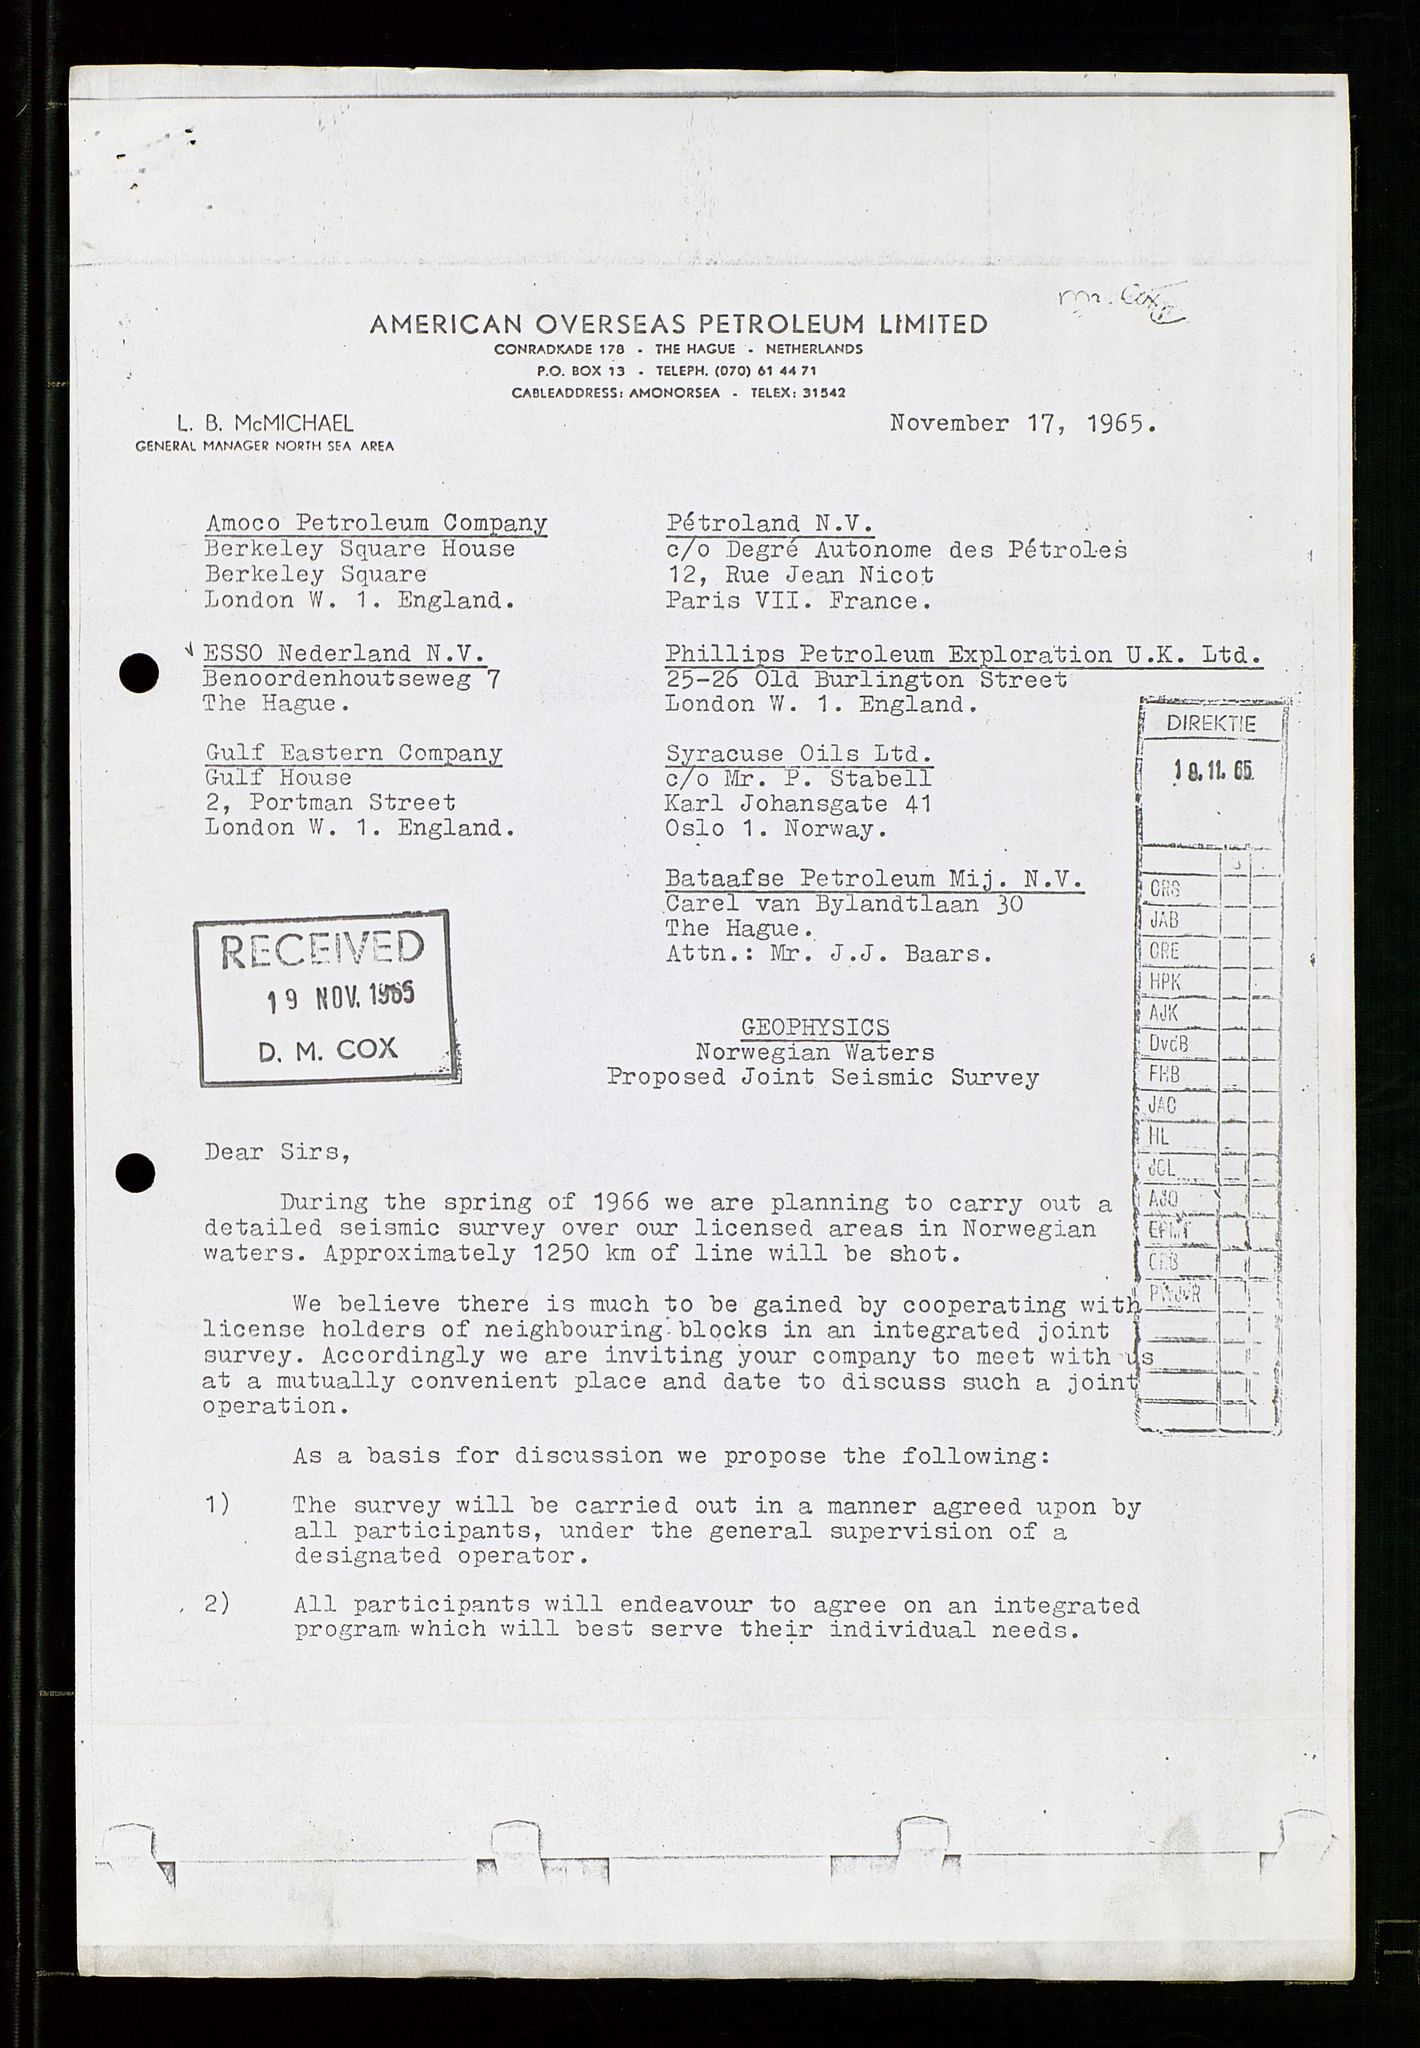 Mr. Cox
AMERICAN OVERSEAS PETROLEUM LIMITED
CONRADKADE 178 - THE HAGUE - NETHERLANDS
P.O. BOX 13 - TELEPH. (070) 61 44 71
CABLEADDRESS: AMONORSEA - TELEX: 31542
L. B. McMICHAEL
GENERAL MANAGER NORTH SEA AREA
November 17, 1965.
Amoco Petroleum Company
Berkeley Square House
Berkeley Square
London W. 1. England.
ESSO Nederland N.V.
Benoordenhoutseweg 7
The Hague.
Gulf Eastern Company
Gulf House
2, Portman Street
London W. 1. England.
Pétroland N.V.
c/o Degré Autonome des Pétroles
12, Rue Jean Nicot
Paris VII. France.
Phillips Petroleum Exploration U.K. Ltd.
25-26 Old Burlington Street
London W. 1. England.
Syracuse Oils Ltd.
c/o Mr. P. Stabell
Karl Johansgate 41
Oslo 1. Norway.
Bataafse Petroleum Mij. N.V.
Carel van Bylandtlaan 30
The Hague.
Attn.: Mr. J.J. Baars.
DIREKTIE
19.11.65
JAB
HPK
AJK
DvdB
FHB
HL
JCL
AJO
RECEIVED
19 NOV. 1965
D. M. COX
GEOPHYSICS
Norwegian Waters
Proposed Joint Seismic Survey
Dear Sirs,
During the spring of 1966 we are planning to carry out a
detailed seismic survey over our licensed areas in Norwegian
waters. Approximately 1250 km of line will be shot.
We believe there is much to be gained by cooperating with
license holders of neighbouring blocks in an integrated joint
survey. Accordingly we are inviting your company to meet with us
at a mutually convenient place and date to discuss such a joint
operation.
As a basis for discussion we propose the following:
1) The survey will be carried out in a manner agreed upon by
all participants, under the general supervision of a
designated operator.
2) All participants will endeavour to agree on an integrated
program which will best serve their individual needs.